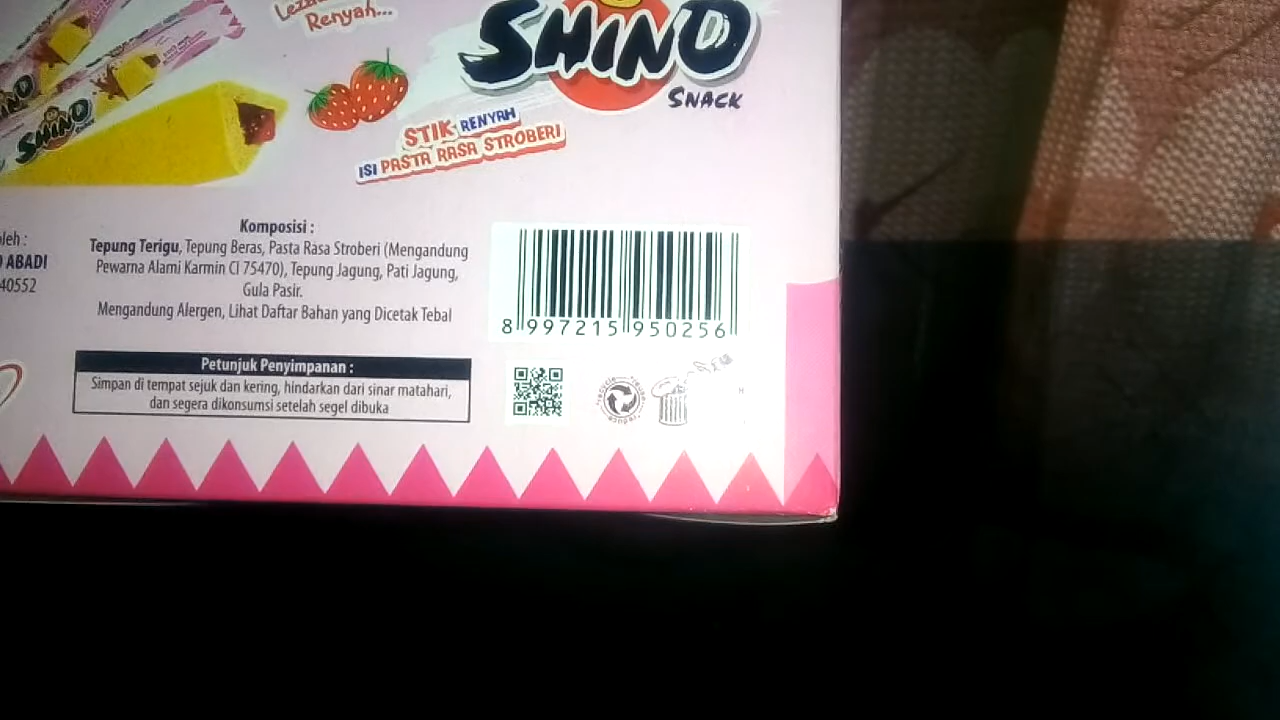 Renyah...
SHINO
SNACK
SHINO
STIK RENYAH
ISI PASTA RASA STROBERI
oleh :
ABADI
40552
Komposisi :
Tepung Terigu, Tepung Beras, Pasta Rasa Stroberi (Mengandung
Pewarna Alami Karmin CI 75470), Tepung Jagung, Pati Jagung,
Gula Pasir.
Mengandung Alergen, Lihat Daftar Bahan yang Dicetak Tebal
8 997215 950256
Petunjuk Penyimpanan :
Simpan di tempat sejuk dan kering, hindarkan dari sinar matahari,
dan segera dikonsumsi setelah segel dibuka